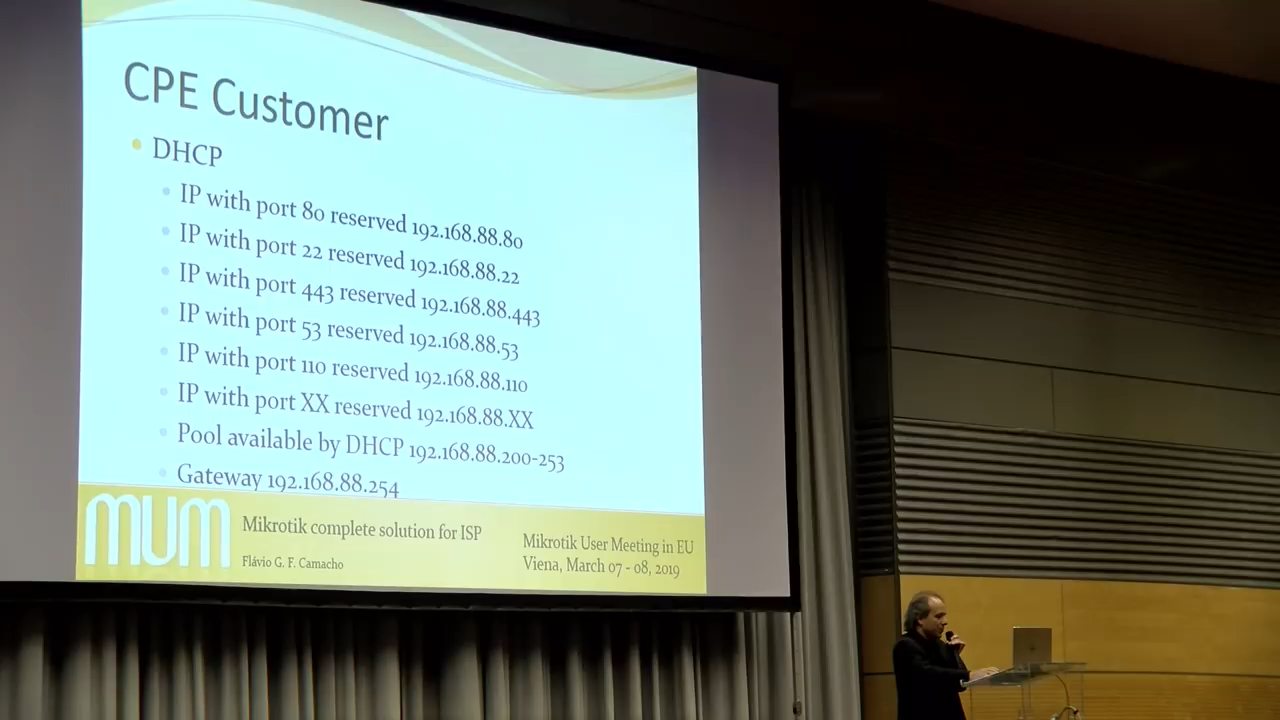 CPE Customer
DHCP
IP with port 80 reserved 192.168.88.80
IP with port 22 reserved 192.168.88.22
IP with port 443 reserved 192.168.88.443
IP with port 53 reserved 192.168.88.53
IP with port 110 reserved 192.168.88.110
IP with port XX reserved 192.168.88.XX
Pool available by DHCP 192.168.88.200-253
Gateway 192.168.88.254
MUM
Mikrotik complete solution for ISP
Flávio G. F. Camacho
Mikrotik User Meeting in EU
Viena, March 07 - 08, 2019